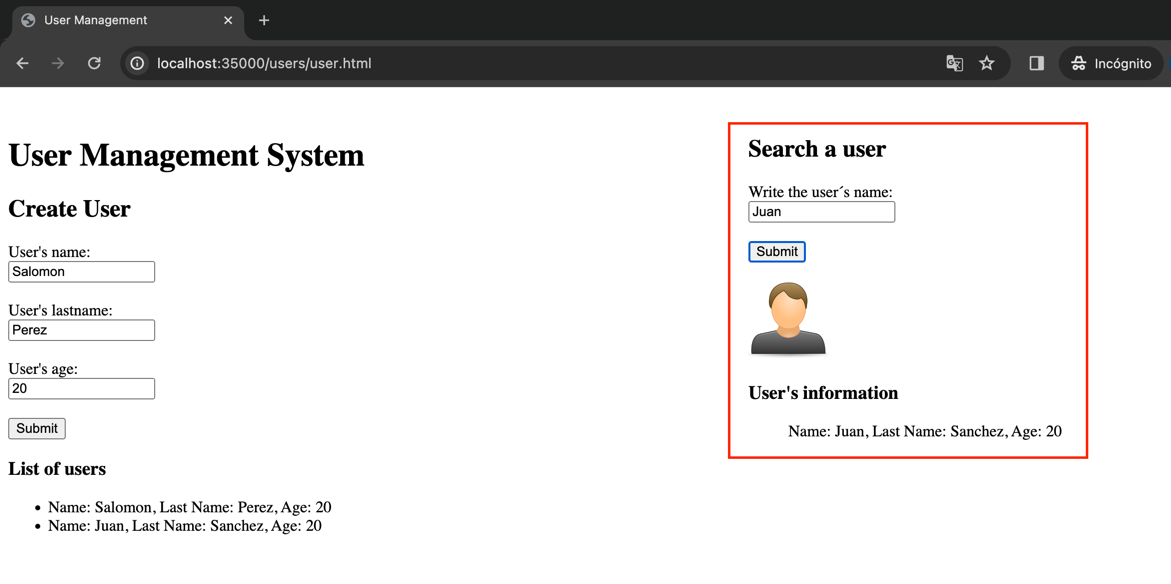 User Management
localhost:35000/users/user.html
Incógnito
User Management System
Create User
User's name:
Salomon
User's lastname:
Perez
User's age:
20
Submit
List of users
Name: Salomon, Last Name: Perez, Age: 20
Name: Juan, Last Name: Sanchez, Age: 20
Search a user
Write the user´s name:
Juan
Submit
User's information
Name: Juan, Last Name: Sanchez, Age: 20